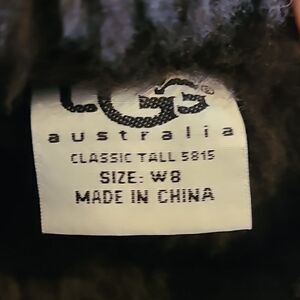 UGG
australia
CLASSIC TALL 5815
SIZE: W8
MADE IN CHINA